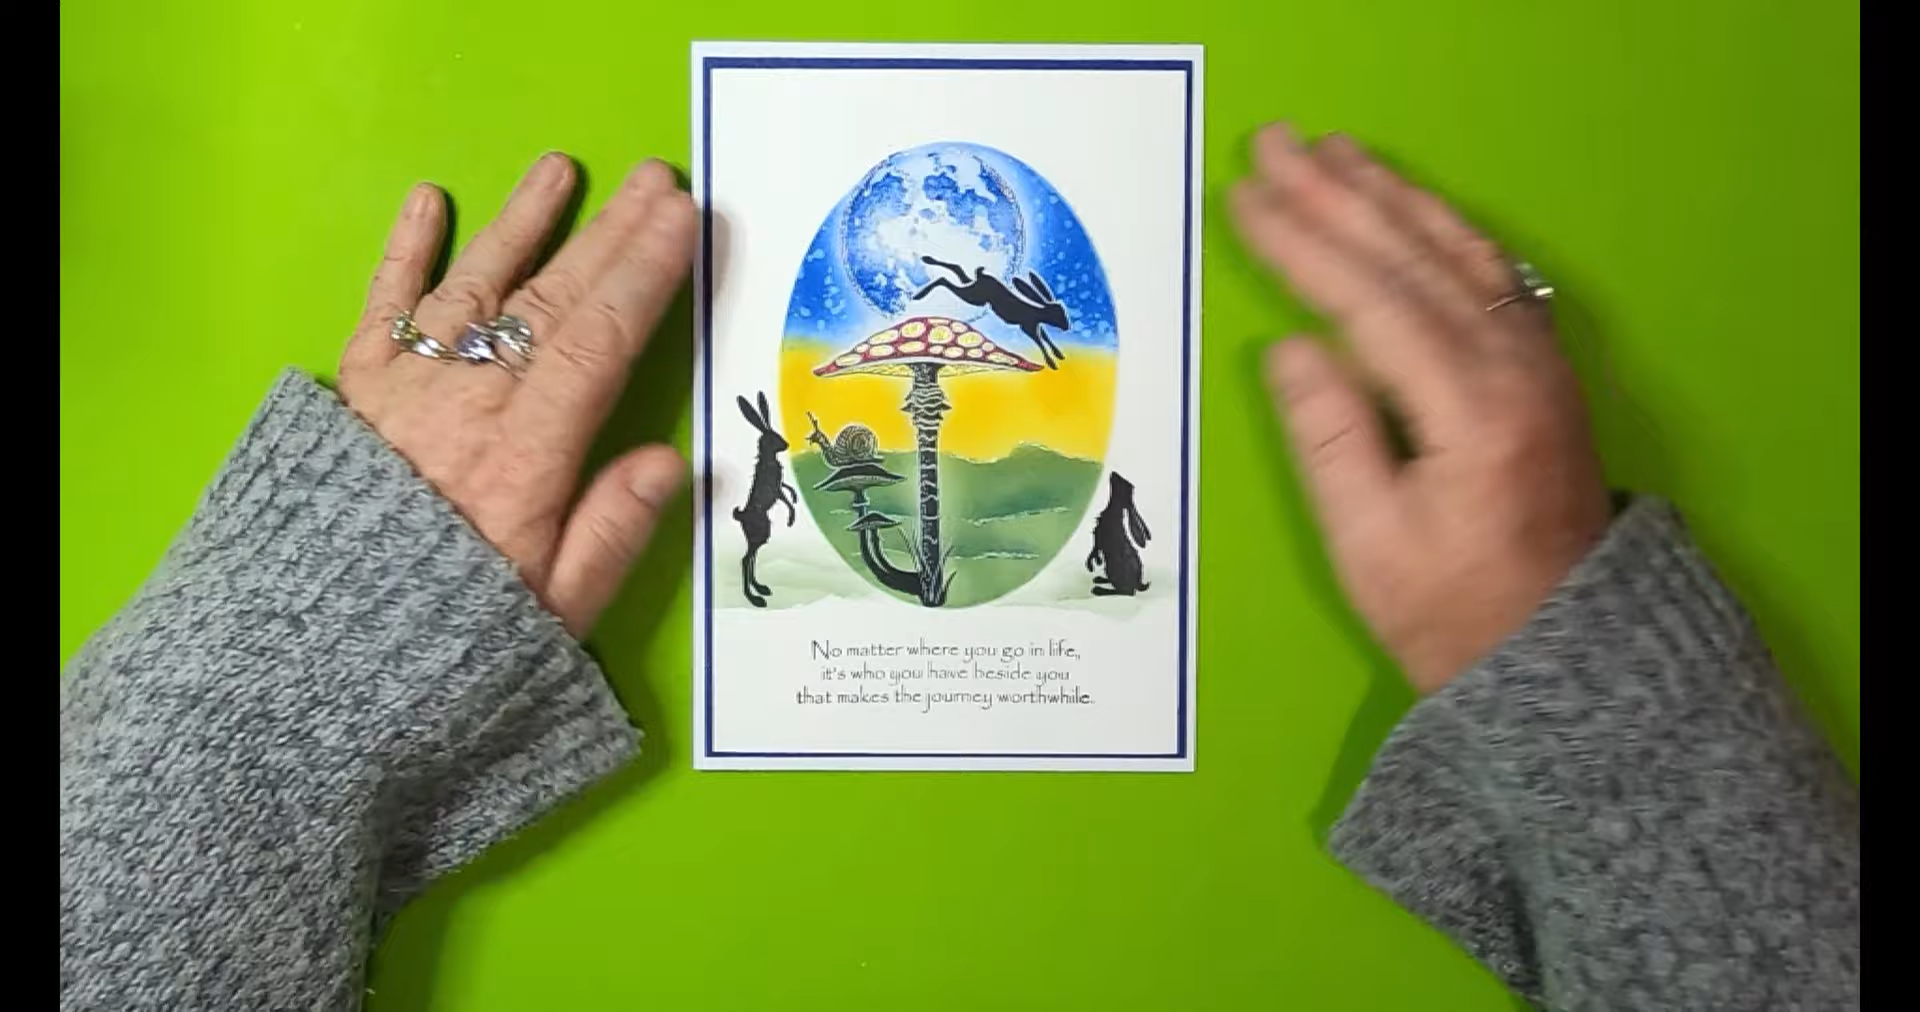 No matter where you go in life,
it's who you have beside you
that makes the journey worthwhile.